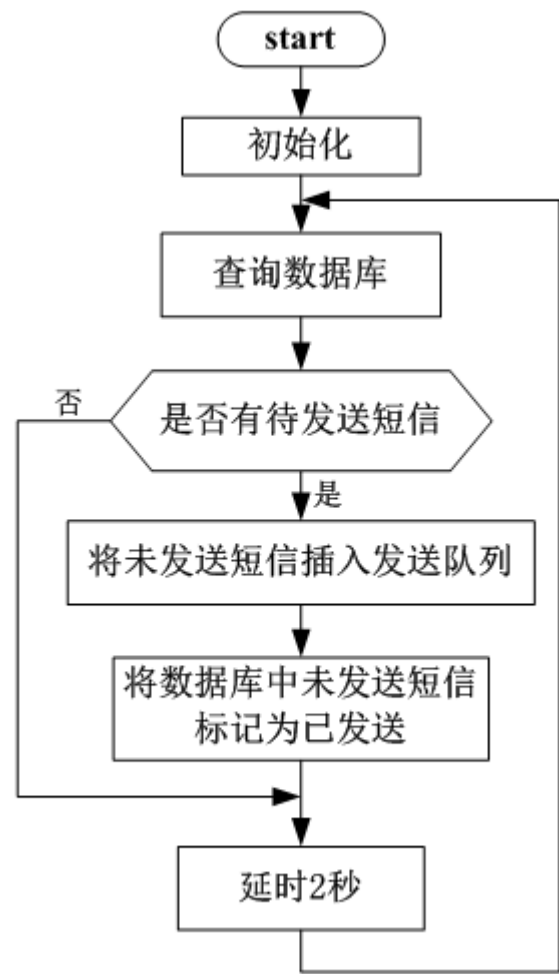 start
初始化
查询数据库
否
是否有待发送短信
是
将未发送短信插入发送队列
将数据库中未发送短信
标记为已发送
延时2秒